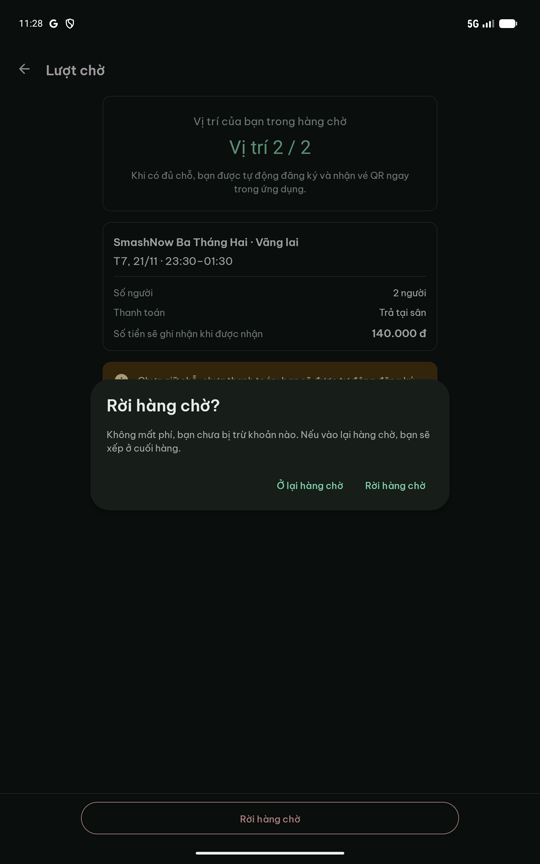 11:28
5G
Lượt chờ
Vị trí của bạn trong hàng chờ
Vị trí 2 / 2
Khi có đủ chỗ, bạn được tự động đăng ký và nhận vé QR ngay
trong ứng dụng.
SmashNow Ba Tháng Hai · Vãng lai
T7, 21/11 · 23:30–01:30
Số người 2 người
Thanh toán Trả tại sân
Số tiền sẽ ghi nhận khi được nhận 140.000 đ
Rời hàng chờ?
Không mất phí, bạn chưa bị trừ khoản nào. Nếu vào lại hàng chờ, bạn sẽ
xếp ở cuối hàng.
Ở lại hàng chờ Rời hàng chờ
Rời hàng chờ